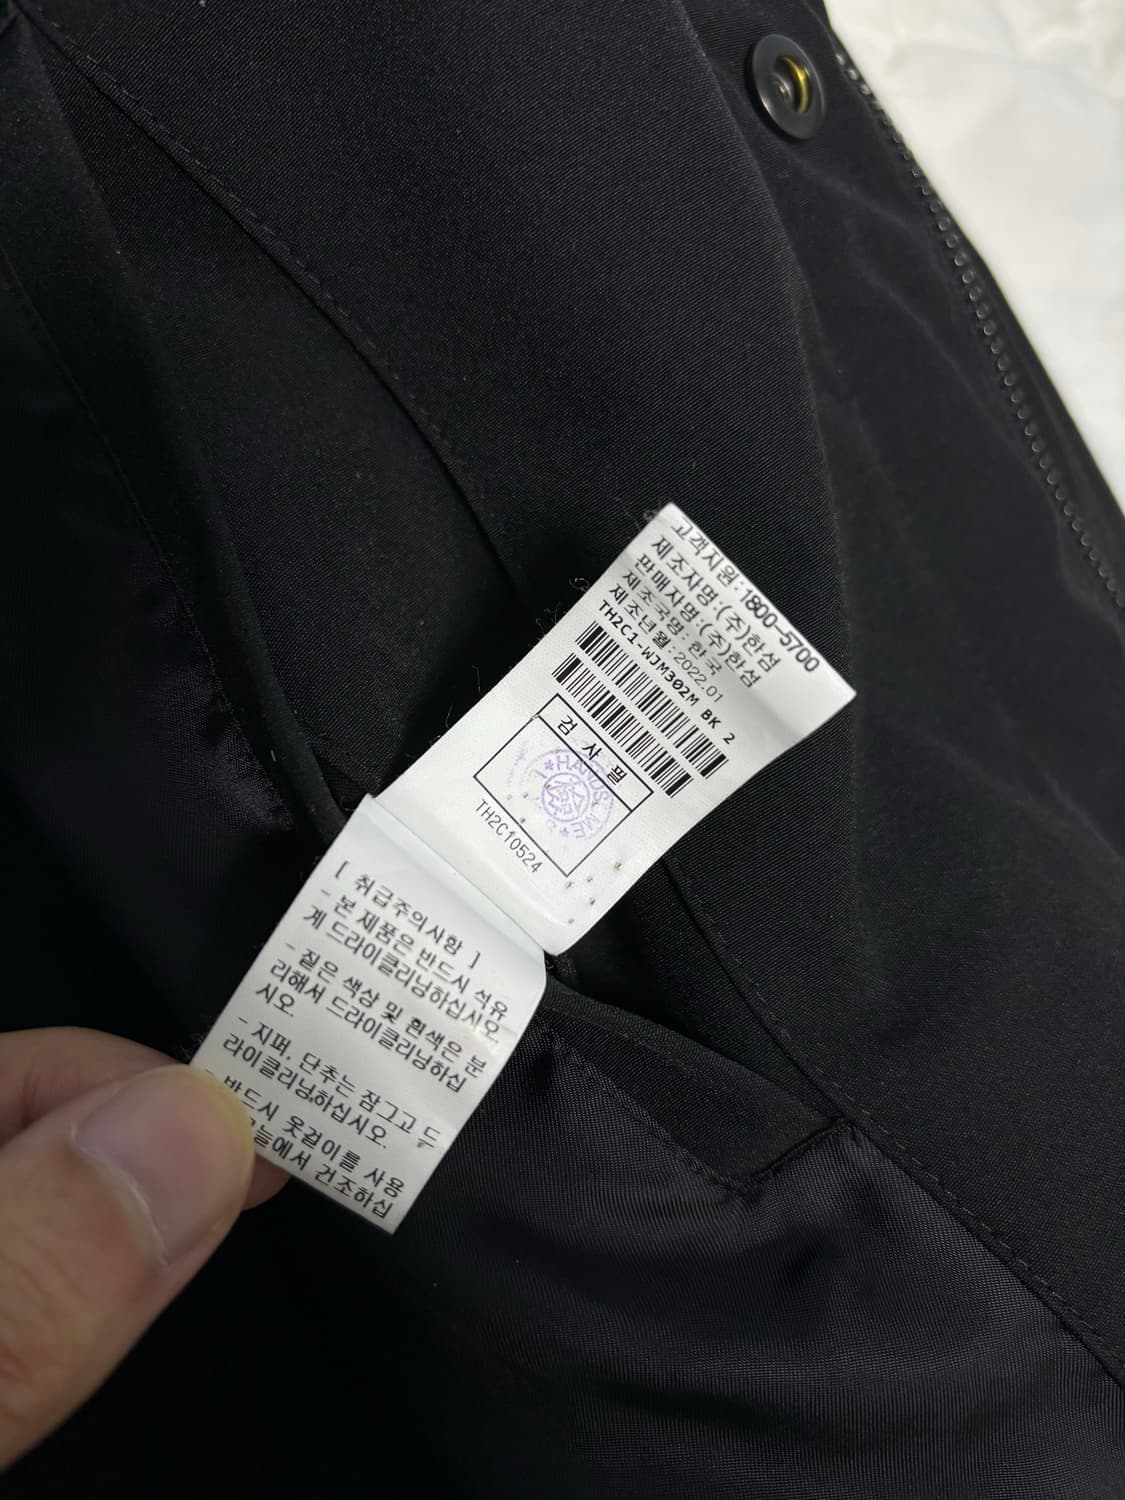 고객지원:1800-5700
제조자명:(주)한섬
판매자명:(주)한섬
제조국명:한국
제조년월:2022.01
TH2C1-WJM302M BK 2
검 사 필
TH2C10524
[ 취급주의사항 ]
- 본 제품은 반드시 석유
계 드라이클리닝하십시오.
- 짙은 색상 및 흰색은 분
리해서 드라이클리닝하십
시오
- 지퍼, 단추는 잠그고 드
라이클리닝하십시오.
- 반드시 옷걸이를 사용
그늘에서 건조하십